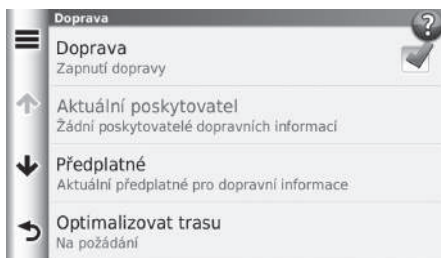 Doprava
?
Doprava
Zapnutí dopravy
Aktuální poskytovatel
Žádní poskytovatelé dopravních informací
Předplatné
Aktuální předplatné pro dopravní informace
Optimalizovat trasu
Na požádání